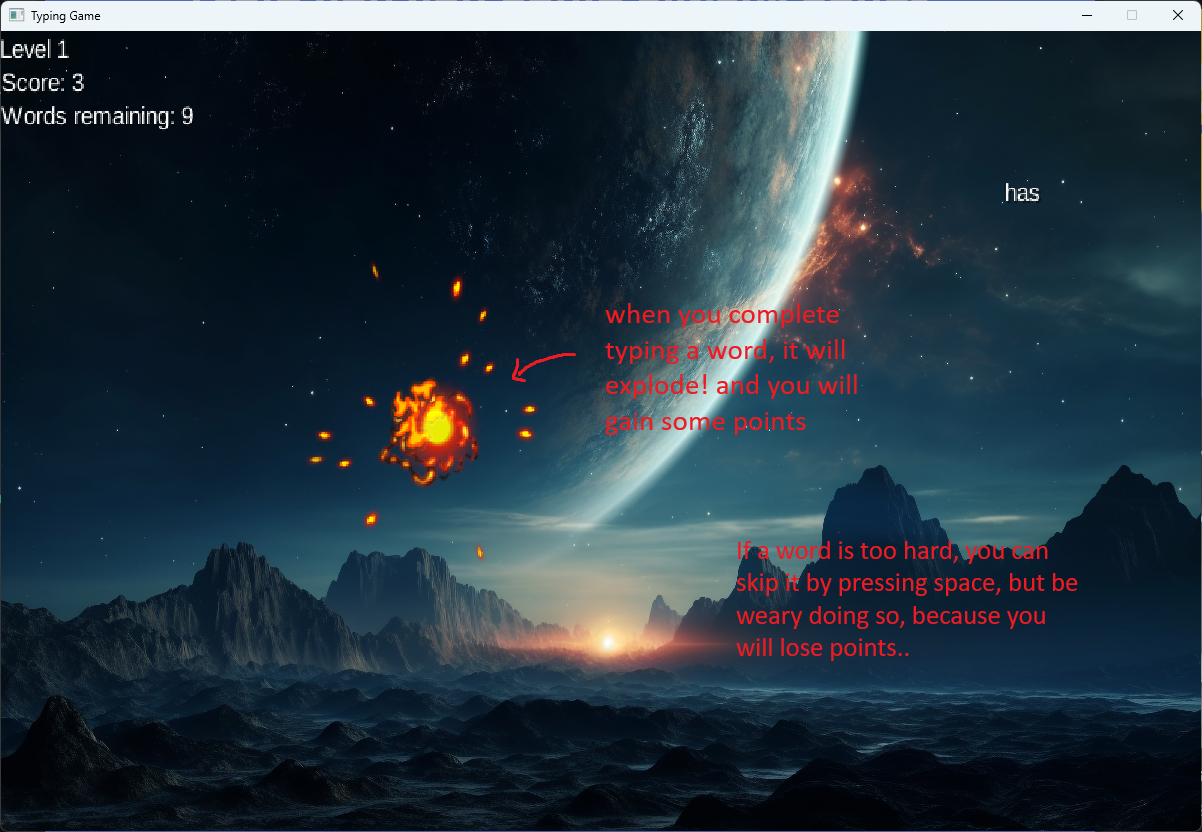 Typing Game
Level 1
Score: 3
Words remaining: 9
has
when you complete
typing a word, it will
explode! and you will
gain some points
If a word is too hard, you can
skip it by pressing space, but be
weary doing so, because you
will lose points..